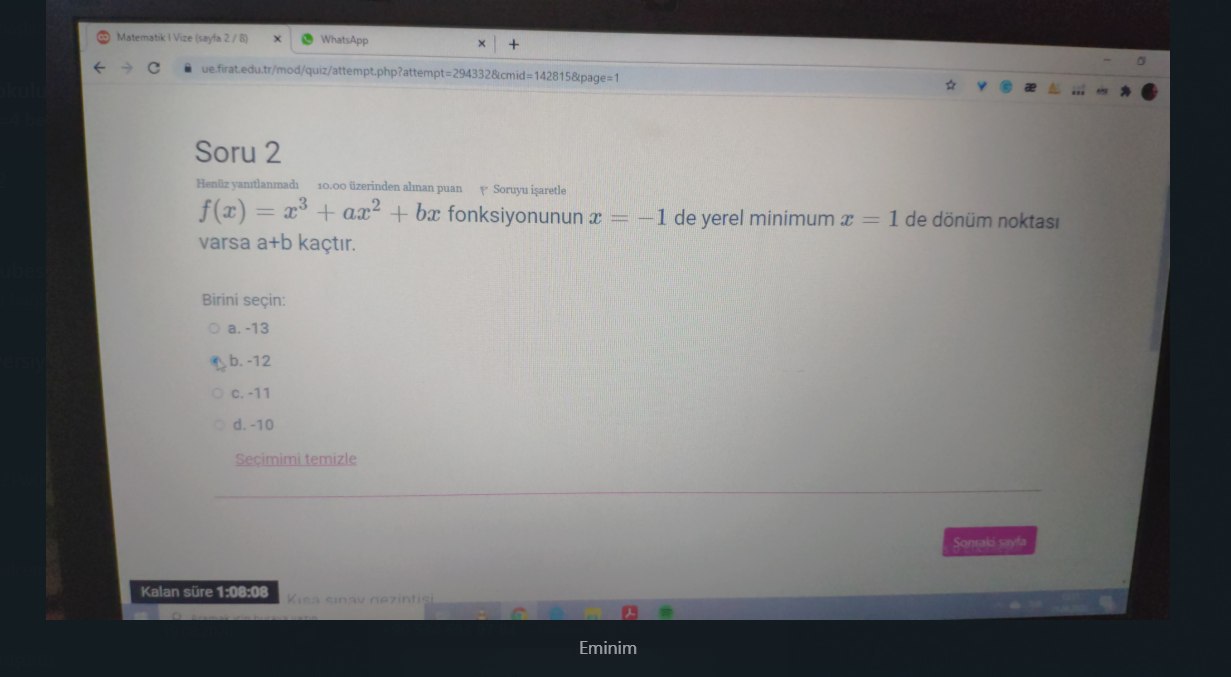 Matematik I Vize (sayfa 2 / 8)
WhatsApp
ue.firat.edu.tr/mod/quiz/attempt.php?attempt=294332&cmid=142815&page=1
Soru 2
Henüz yanıtlanmadı 10.00 üzerinden alınan puan Soruyu işaretle
f(x) = x³ + ax² + bx fonksiyonunun x = −1 de yerel minimum x = 1 de dönüm noktası
varsa a+b kaçtır.
Birini seçin:
a. -13
b. -12
c. -11
d. -10
Seçimimi temizle
Sonraki sayfa
Kalan süre 1:08:08
Kısa sınav gezintisi
Eminim